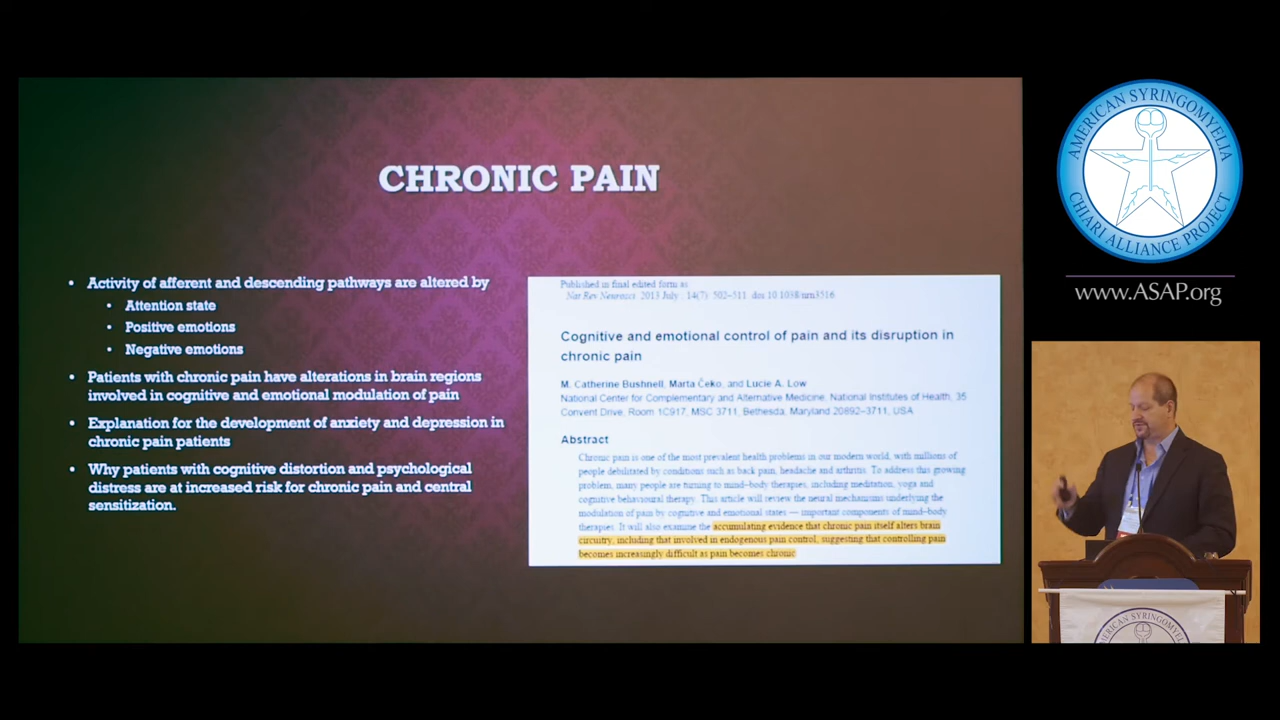 CHRONIC PAIN
• Activity of afferent and descending pathways are altered by
• Attention state
• Positive emotions
• Negative emotions
• Patients with chronic pain have alterations in brain regions
involved in cognitive and emotional modulation of pain
• Explanation for the development of anxiety and depression in
chronic pain patients
• Why patients with cognitive distortion and psychological
distress are at increased risk for chronic pain and central
sensitization.
Published in final edited form as
Nat Rev Neurosci. 2013 July ; 14(7): 502–511. doi:10.1038/nrn3516
Cognitive and emotional control of pain and its disruption in
chronic pain
M. Catherine Bushnell, Marta Čeko, and Lucie A. Low
National Center for Complementary and Alternative Medicine, National Institutes of Health, 35
Convent Drive, Room 1C917, MSC 3711, Bethesda, Maryland 20892–3711, USA
Abstract
Chronic pain is one of the most prevalent health problems in our modern world, with millions of
people debilitated by conditions such as back pain, headache and arthritis. To address this growing
problem, many people are turning to mind–body therapies, including meditation, yoga and
cognitive behavioural therapy. This article will review the neural mechanisms underlying the
modulation of pain by cognitive and emotional states — important components of mind–body
therapies. It will also examine the accumulating evidence that chronic pain itself alters brain
circuitry, including that involved in endogenous pain control, suggesting that controlling pain
becomes increasingly difficult as pain becomes chronic
AMERICAN SYRINGOMYELIA
CHIARI ALLIANCE PROJECT
www.ASAP.org
AMERICAN SYRINGOMYELIA